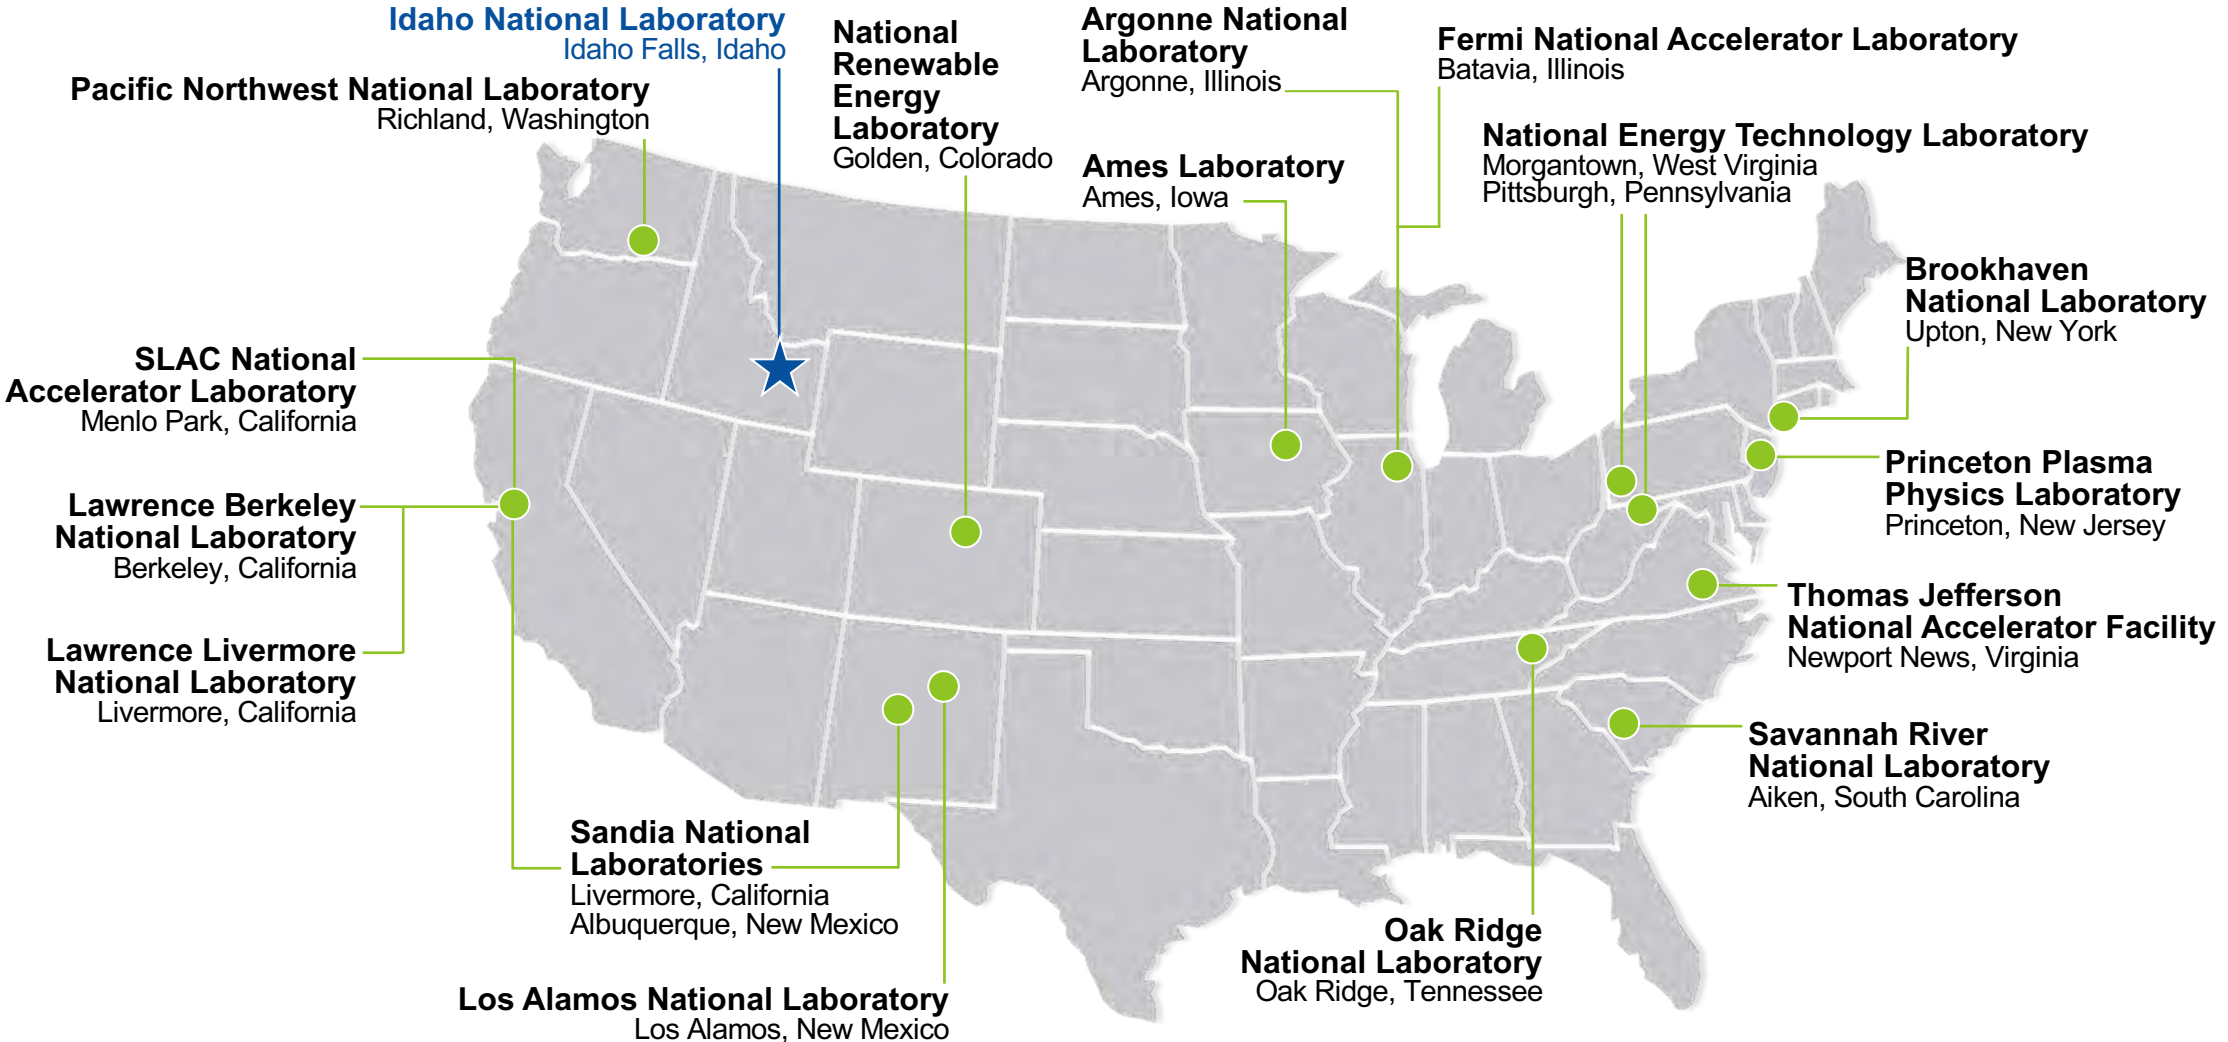 Idaho National Laboratory
Idaho Falls, Idaho
Pacific Northwest National Laboratory
Richland, Washington
National
Renewable
Energy
Laboratory
Golden, Colorado
Argonne National
Laboratory
Argonne, Illinois
Fermi National Accelerator Laboratory
Batavia, Illinois
Ames Laboratory
Ames, Iowa
National Energy Technology Laboratory
Morgantown, West Virginia
Pittsburgh, Pennsylvania
Brookhaven
National Laboratory
Upton, New York
SLAC National
Accelerator Laboratory
Menlo Park, California
Lawrence Berkeley
National Laboratory
Berkeley, California
Lawrence Livermore
National Laboratory
Livermore, California
Princeton Plasma
Physics Laboratory
Princeton, New Jersey
Thomas Jefferson
National Accelerator Facility
Newport News, Virginia
Savannah River
National Laboratory
Aiken, South Carolina
Sandia National
Laboratories
Livermore, California
Albuquerque, New Mexico
Oak Ridge
National Laboratory
Oak Ridge, Tennessee
Los Alamos National Laboratory
Los Alamos, New Mexico